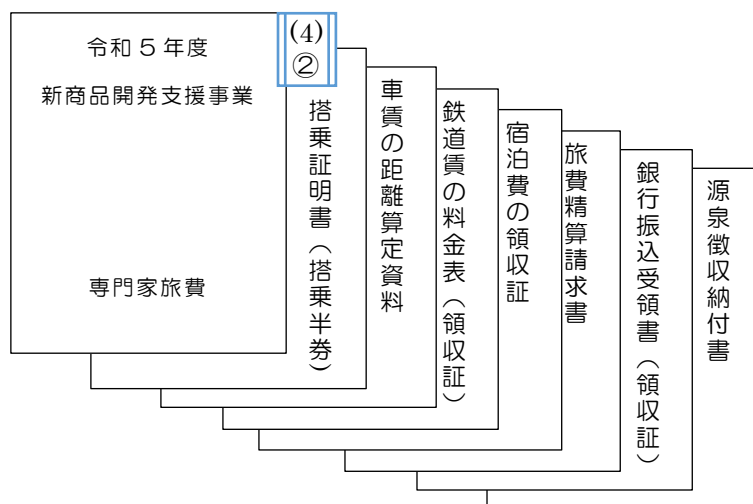 令和５年度
(4)
②
新商品開発支援事業
専門家旅費
搭乗証明書（搭乗半券）
車賃の距離算定資料
鉄道賃の料金表（領収証）
宿泊費の領収証
旅費精算請求書
銀行振込受領書（領収証）
源泉徴収納付書